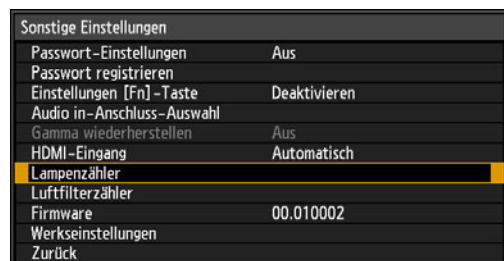 Sonstige Einstellungen
Passwort-Einstellungen Aus
Passwort registrieren
Einstellungen [Fn]-Taste Deaktivieren
Audio in-Anschluss-Auswahl
Gamma wiederherstellen Aus
HDMI-Eingang Automatisch
Lampenzähler
Luftfilterzähler
Firmware 00.010002
Werkseinstellungen
Zurück